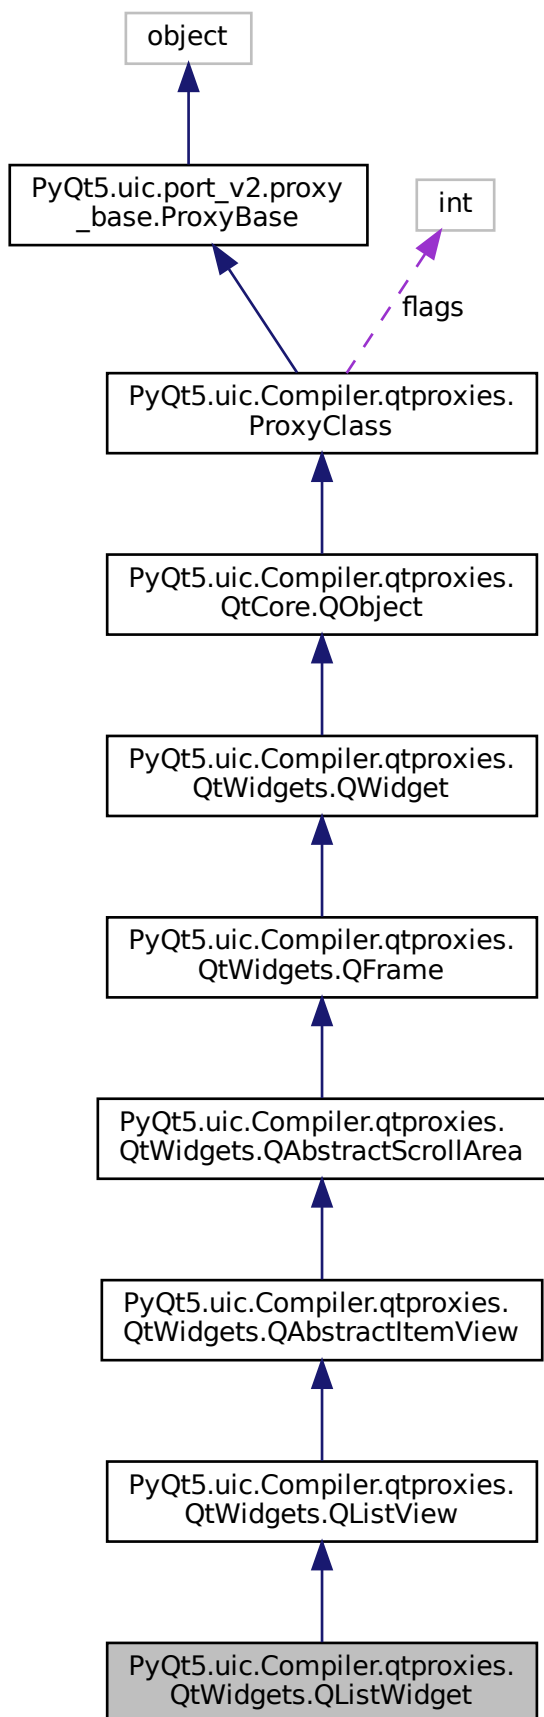 object
PyQt5.uic.port_v2.proxy
_base.ProxyBase
int
flags
PyQt5.uic.Compiler.qtproxies.
ProxyClass
PyQt5.uic.Compiler.qtproxies.
QtCore.QObject
PyQt5.uic.Compiler.qtproxies.
QtWidgets.QWidget
PyQt5.uic.Compiler.qtproxies.
QtWidgets.QFrame
PyQt5.uic.Compiler.qtproxies.
QtWidgets.QAbstractScrollArea
PyQt5.uic.Compiler.qtproxies.
QtWidgets.QAbstractItemView
PyQt5.uic.Compiler.qtproxies.
QtWidgets.QListView
PyQt5.uic.Compiler.qtproxies.
QtWidgets.QListWidget